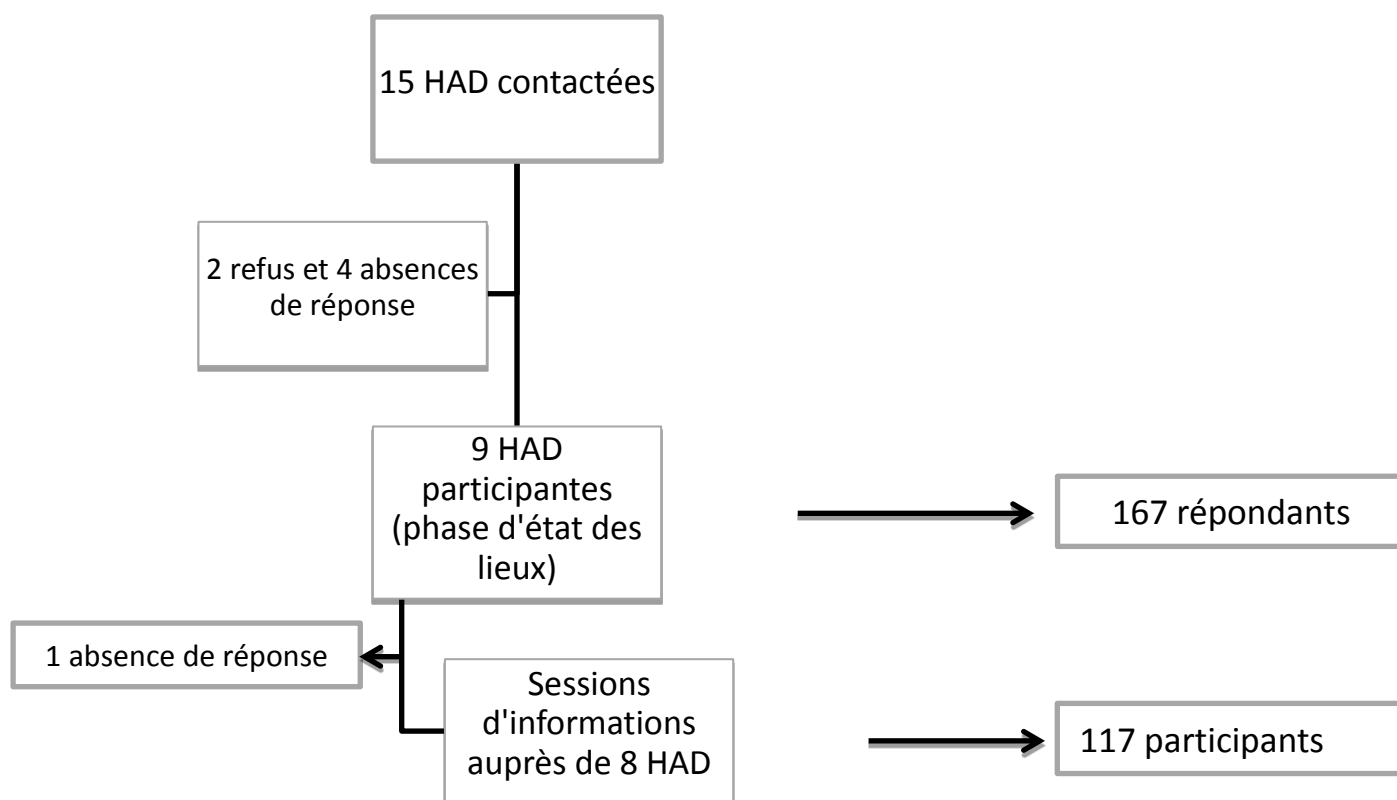 15 HAD contactées
2 refus et 4 absences
de réponse
9 HAD
participantes
(phase d'état des
lieux)
167 répondants
1 absence de réponse
Sessions
d'informations
auprès de 8 HAD
117 participants